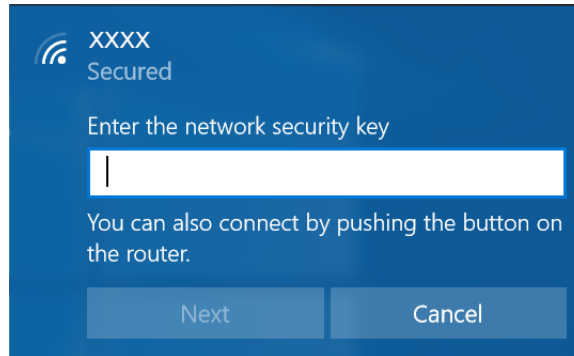 XXXX
Secured
Enter the network security key
You can also connect by pushing the button on
the router.
Next
Cancel